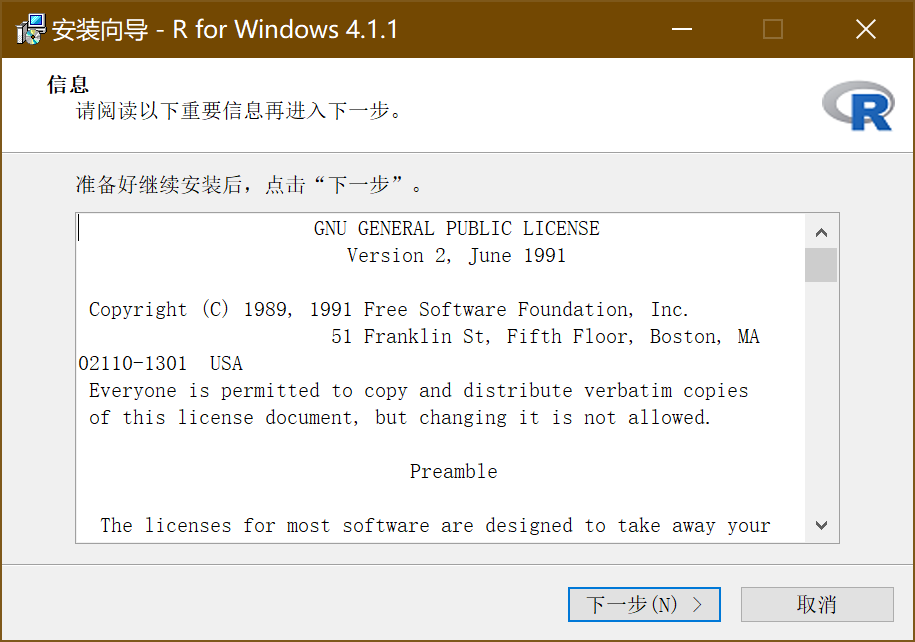 安装向导 - R for Windows 4.1.1
信息
请阅读以下重要信息再进入下一步。
R
准备好继续安装后，点击“下一步”。
GNU GENERAL PUBLIC LICENSE
Version 2, June 1991
Copyright (C) 1989, 1991 Free Software Foundation, Inc.
51 Franklin St, Fifth Floor, Boston, MA
02110-1301  USA
Everyone is permitted to copy and distribute verbatim copies
of this license document, but changing it is not allowed.
Preamble
The licenses for most software are designed to take away your
下一步(N) >
取消